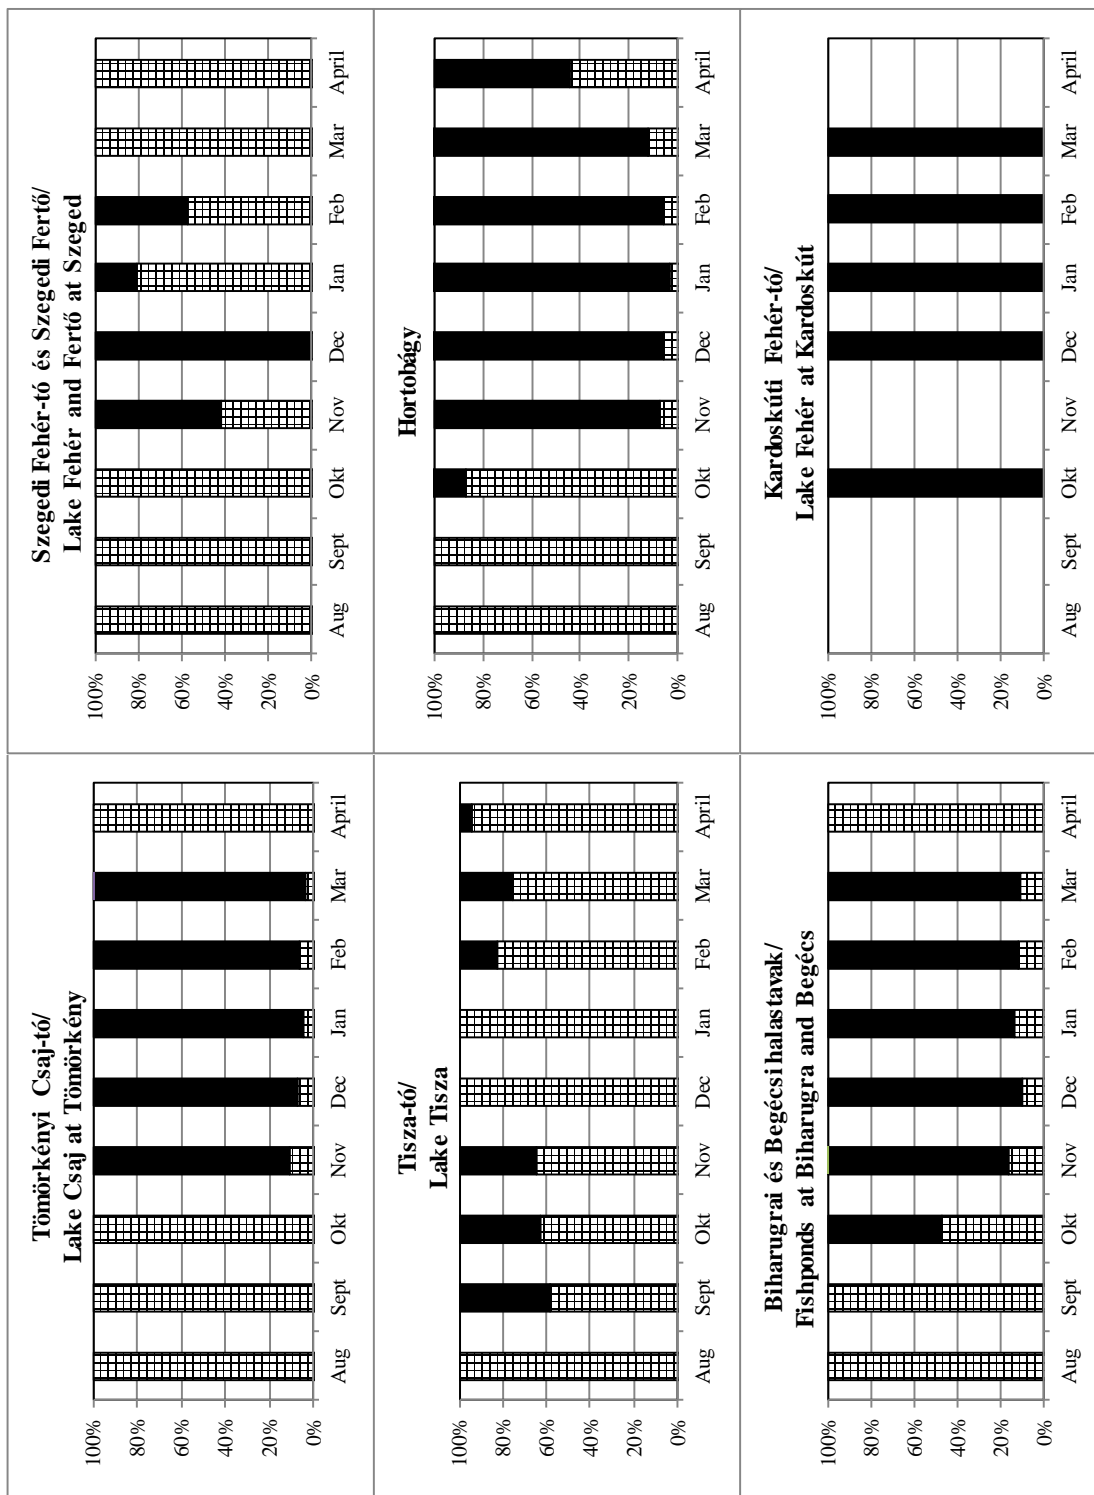 Tömörkényi Csaj-tó/
Lake Csaj at Tömörkény
100%
80%
60%
40%
20%
0%
Aug Sept Okt Nov Dec Jan Feb Mar April
Szegedi Fehér-tó és Szegedi Fertő/
Lake Fehér and Fertő at Szeged
100%
80%
60%
40%
20%
0%
Aug Sept Okt Nov Dec Jan Feb Mar April
Tisza-tó/
Lake Tisza
100%
80%
60%
40%
20%
0%
Aug Sept Okt Nov Dec Jan Feb Mar April
Hortobágy
100%
80%
60%
40%
20%
0%
Aug Sept Okt Nov Dec Jan Feb Mar April
Biharugrai és Begécsi halastavak/
Fishponds at Biharugra and Begécs
100%
80%
60%
40%
20%
0%
Aug Sept Okt Nov Dec Jan Feb Mar April
Kardoskúti Fehér-tó/
Lake Fehér at Kardoskút
100%
80%
60%
40%
20%
0%
Aug Sept Okt Nov Dec Jan Feb Mar April